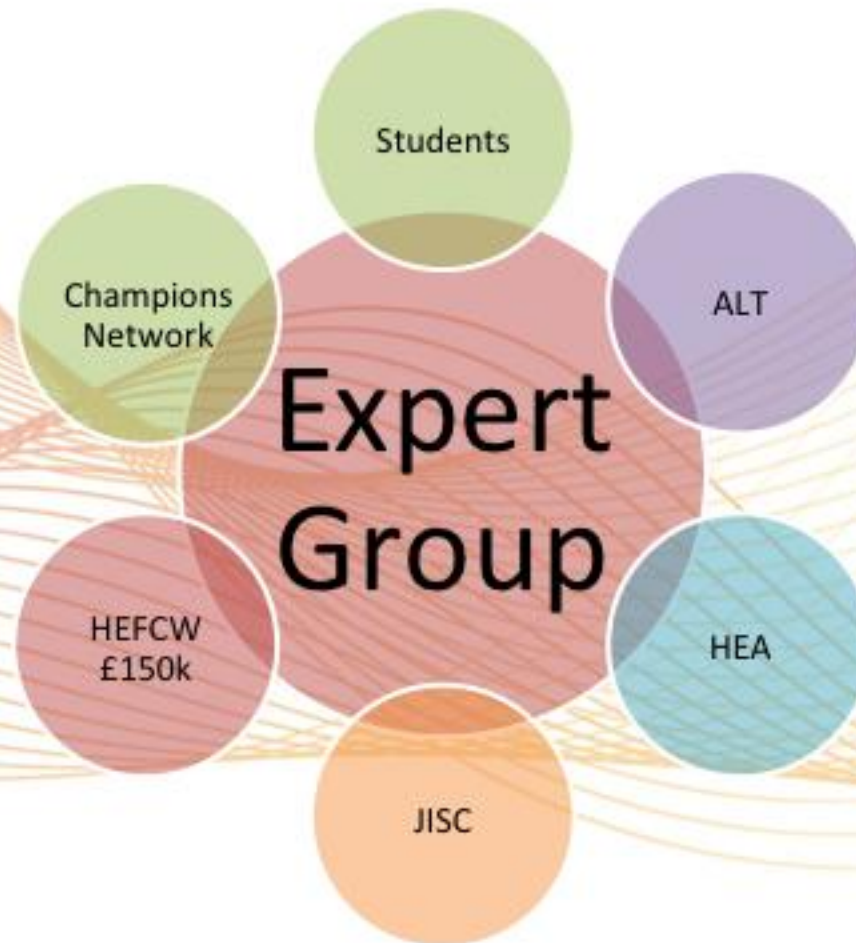 Students
Champions
Network
ALT
Expert
Group
HEFCW
£150k
HEA
JISC